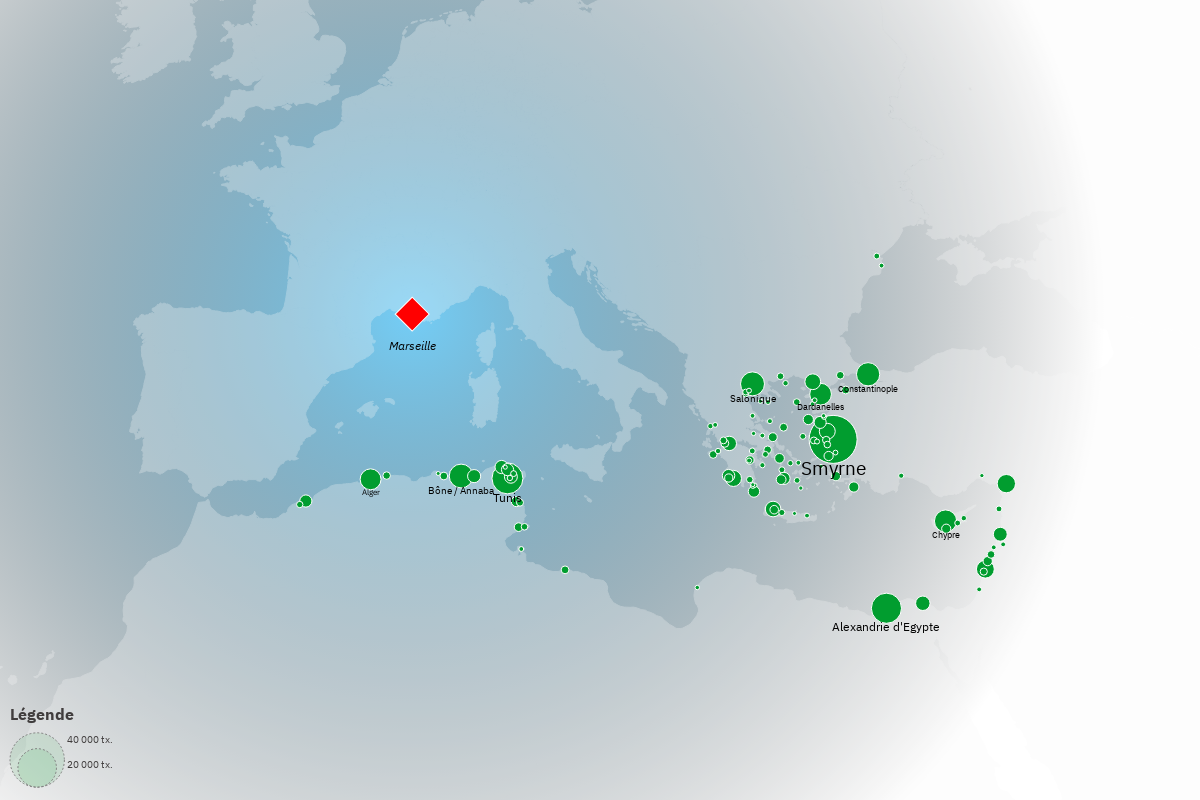 Marseille
Constantinople
Salonique
Dardanelles
Smyrne
Alger
Bône / Annaba
Tunis
Chypre
Alexandrie d'Egypte
Légende
40 000 tx.
20 000 tx.